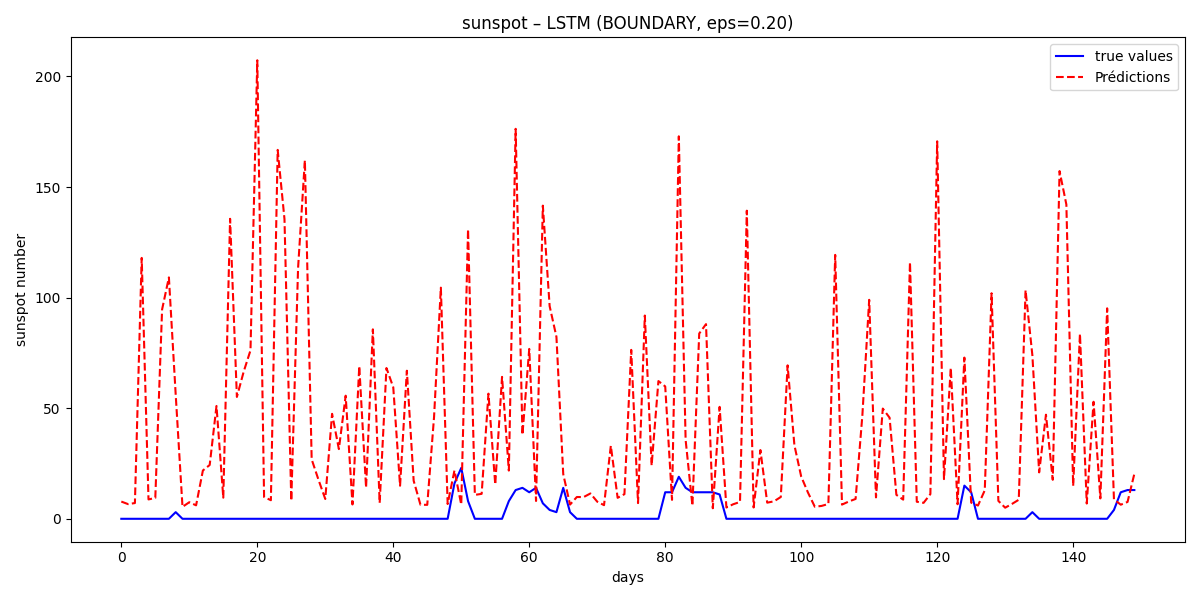 sunspot – LSTM (BOUNDARY, eps=0.20)
true values
Prédictions
sunspot number
200
150
100
50
0
0 20 40 60 80 100 120 140
days